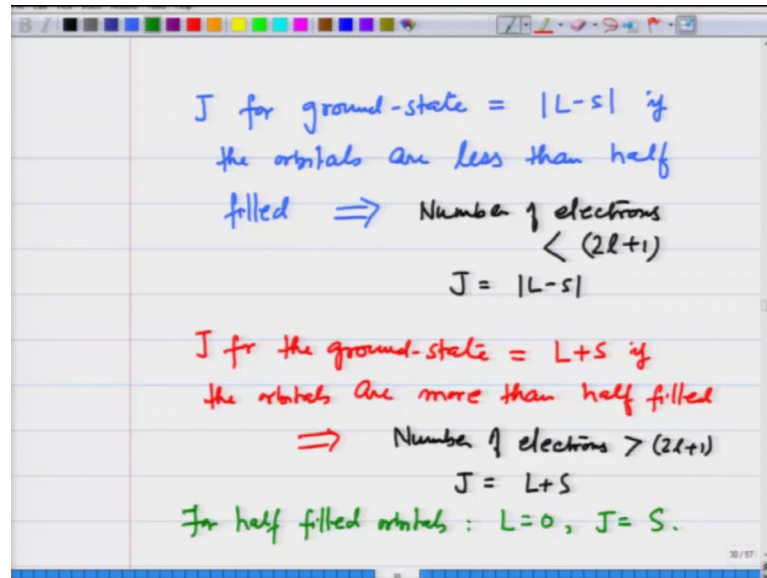 J for ground-state = |L-S| if
the orbitals are less than half
filled ⇒ Number of electrons
< (2l+1)
J = |L-S|
J fr the ground-state = L+S if
the orbitals are more than half filled
⇒ Number of electrons > (2l+1)
J = L+S
For half filled orbitals : L=0, J= S.
30 / 57